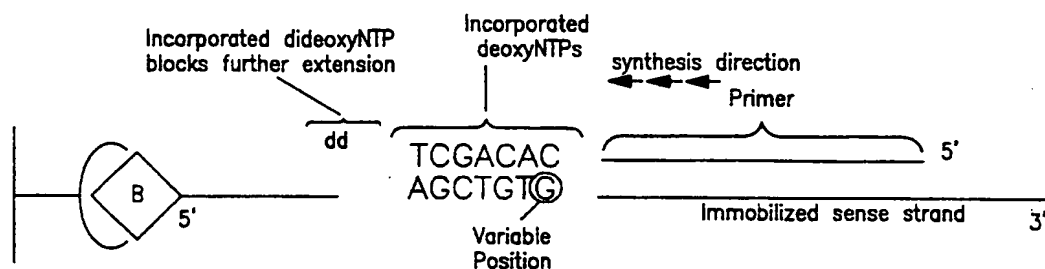 Incorporated dideoxyNTP
blocks further extension
Incorporated
deoxyNTPs
synthesis direction
Primer
dd
TCGACAC
5'
AGCTGTG
B
5'
Immobilized sense strand
3'
Variable
Position